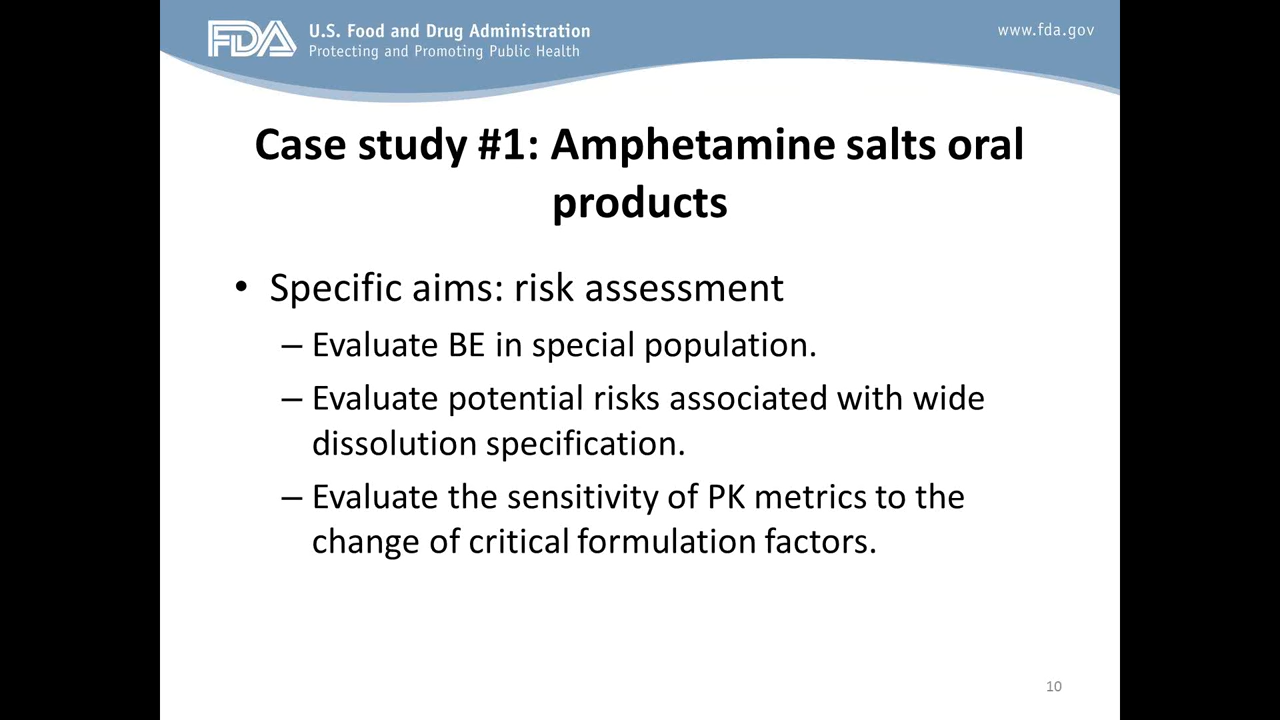 FDA
U.S. Food and Drug Administration
Protecting and Promoting Public Health
www.fda.gov
Case study #1: Amphetamine salts oral
products
• Specific aims: risk assessment
– Evaluate BE in special population.
– Evaluate potential risks associated with wide
dissolution specification.
– Evaluate the sensitivity of PK metrics to the
change of critical formulation factors.
10